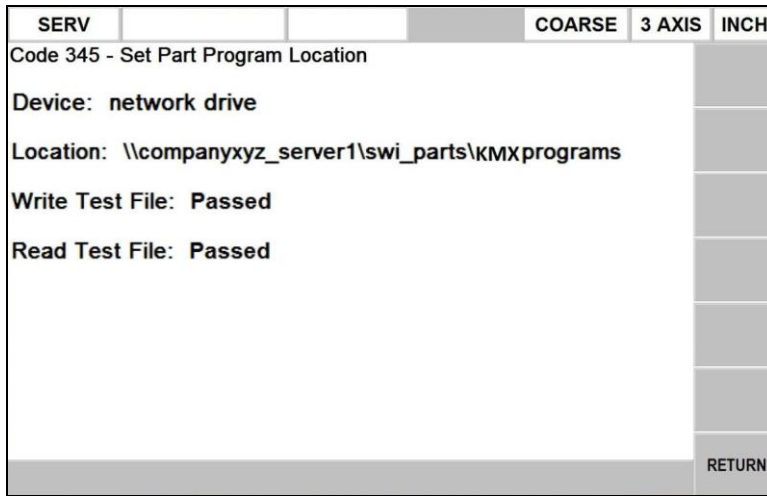 SERV COARSE 3 AXIS INCH
Code 345 - Set Part Program Location
Device: network drive
Location: \\companyxyz_server1\swi_parts\KMXprograms
Write Test File: Passed
Read Test File: Passed
RETURN